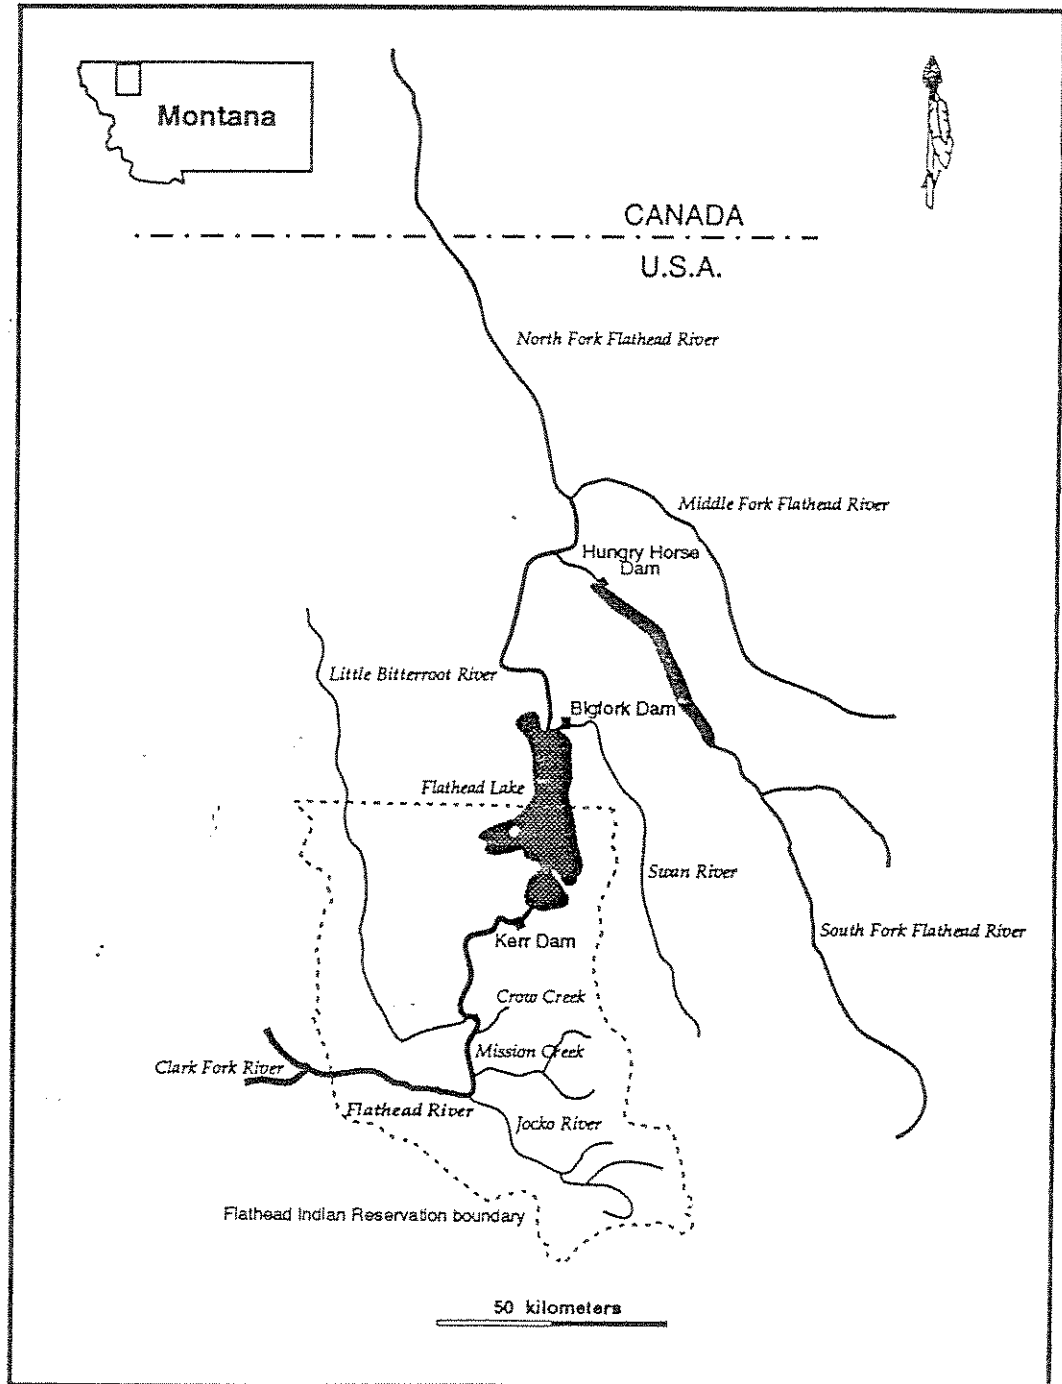 Montana
CANADA
U.S.A.
North Fork Flathead River
Middle Fork Flathead River
Hungry Horse
Dam
Little Bitterroot River
Bigfork Dam
Flathead Lake
Swan River
South Fork Flathead River
Kerr Dam
Crow Creek
Mission Creek
Clark Fork River
Flathead River
Jocko River
Flathead Indian Reservation boundary
50 kilometers